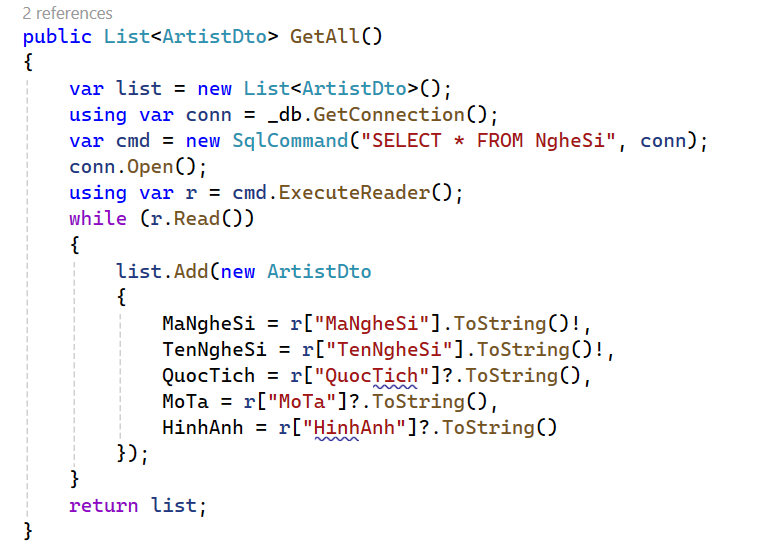 2 references
public List<ArtistDto> GetAll()
{
    var list = new List<ArtistDto>();
    using var conn = _db.GetConnection();
    var cmd = new SqlCommand("SELECT * FROM NgheSi", conn);
    conn.Open();
    using var r = cmd.ExecuteReader();
    while (r.Read())
    {
        list.Add(new ArtistDto
        {
            MaNgheSi = r["MaNgheSi"].ToString()!,
            TenNgheSi = r["TenNgheSi"].ToString()!,
            QuocTich = r["QuocTich"]?.ToString(),
            MoTa = r["MoTa"]?.ToString(),
            HinhAnh = r["HinhAnh"]?.ToString()
        });
    }
    return list;
}